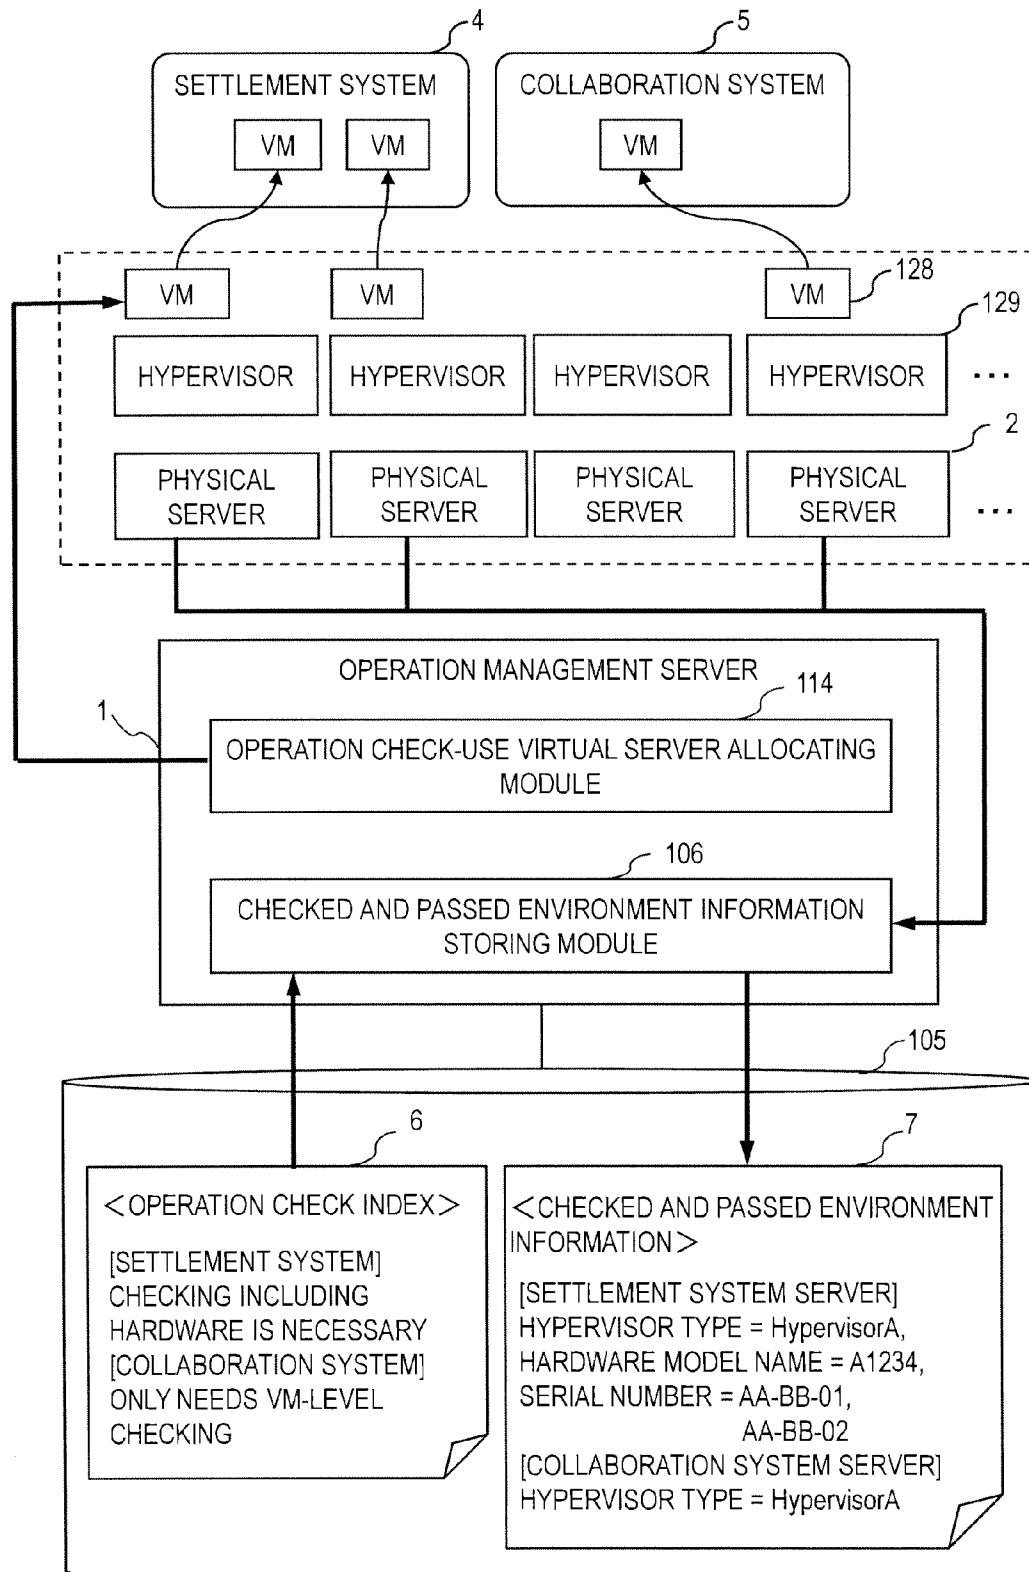 4
5
SETTLEMENT SYSTEM
COLLABORATION SYSTEM
VM
VM
VM
VM
VM
VM
128
129
HYPERVISOR
HYPERVISOR
HYPERVISOR
HYPERVISOR
...
2
PHYSICAL
SERVER
PHYSICAL
SERVER
PHYSICAL
SERVER
PHYSICAL
SERVER
...
OPERATION MANAGEMENT SERVER
1
114
OPERATION CHECK-USE VIRTUAL SERVER ALLOCATING
MODULE
106
CHECKED AND PASSED ENVIRONMENT INFORMATION
STORING MODULE
105
6
<OPERATION CHECK INDEX>
[SETTLEMENT SYSTEM]
CHECKING INCLUDING
HARDWARE IS NECESSARY
[COLLABORATION SYSTEM]
ONLY NEEDS VM-LEVEL
CHECKING
7
<CHECKED AND PASSED ENVIRONMENT
INFORMATION>
[SETTLEMENT SYSTEM SERVER]
HYPERVISOR TYPE = HypervisorA,
HARDWARE MODEL NAME = A1234,
SERIAL NUMBER = AA-BB-01,
AA-BB-02
[COLLABORATION SYSTEM SERVER]
HYPERVISOR TYPE = HypervisorA